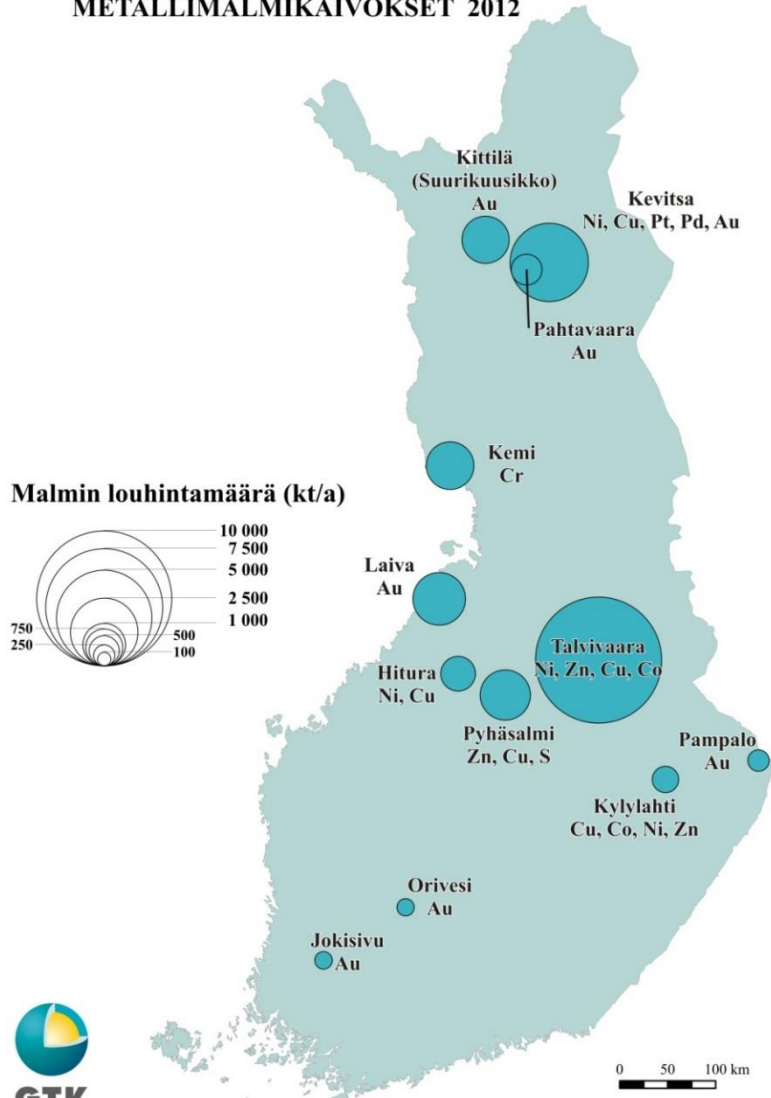 METALLIMALMIKAIVOKSET 2012
Kittilä
(Suurikuusikko)
Au
Kevitsa
Ni, Cu, Pt, Pd, Au
Pahtavaara
Au
Kemi
Cr
Malmin louhintamäärä (kt/a)
10 000
7 500
5 000
2 500
1 000
750
500
250
100
Laiva
Au
Talvivaara
Ni, Zn, Cu, Co
Hitura
Ni, Cu
Pyhäsalmi
Zn, Cu, S
Pampalo
Au
Kylylahti
Cu, Co, Ni, Zn
Orivesi
Au
Jokisivu
Au
GTK
0 50 100 km